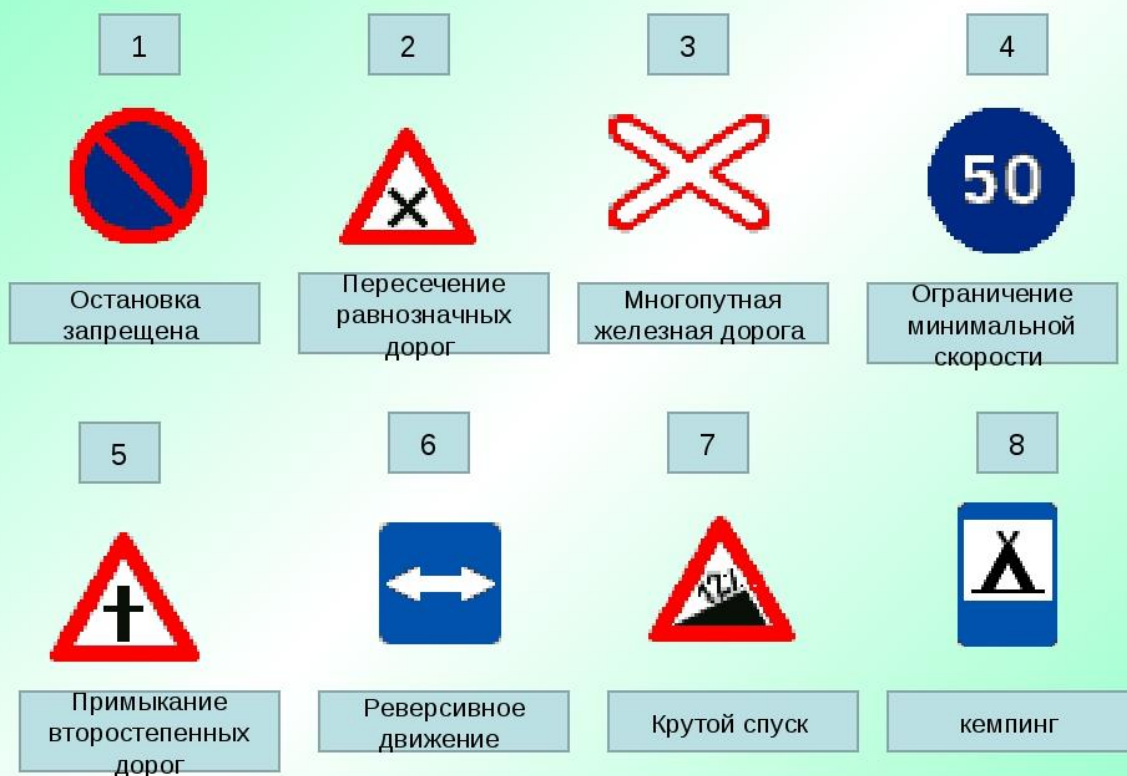 1
2
3
4
50
Остановка
запрещена
Пересечение
равнозначных
дорог
Многопутная
железная дорога
Ограничение
минимальной
скорости
5
6
7
8
12%
Примыкание
второстепенных
дорог
Реверсивное
движение
Крутой спуск
кемпинг